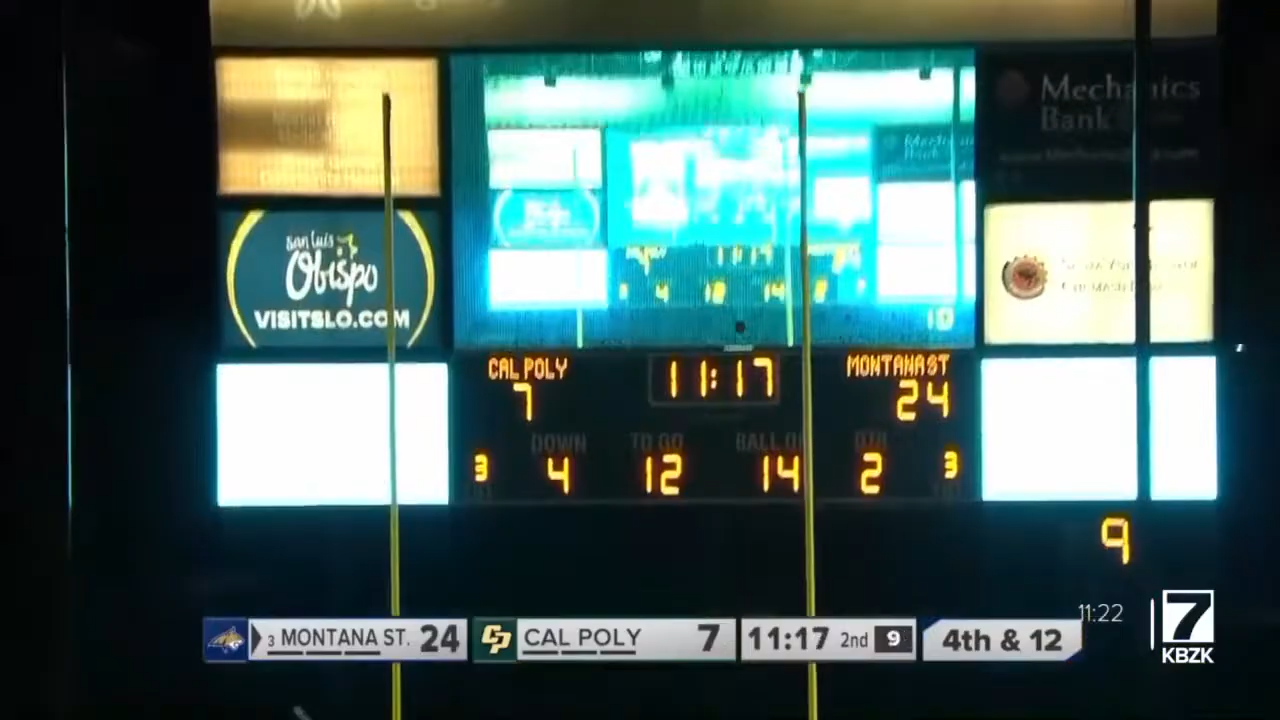 Mechanics
Bank
san luis
Obispo
VISITSLO.COM
CAL POLY
11:17
MONTANA ST
7
24
DOWN
TO GO
BALL ON
QTR
3
4
12
14
2
3
9
11:22
3 MONTANA ST. 24
CP CAL POLY 7
11:17 2nd 9
4th & 12
7
KBZK